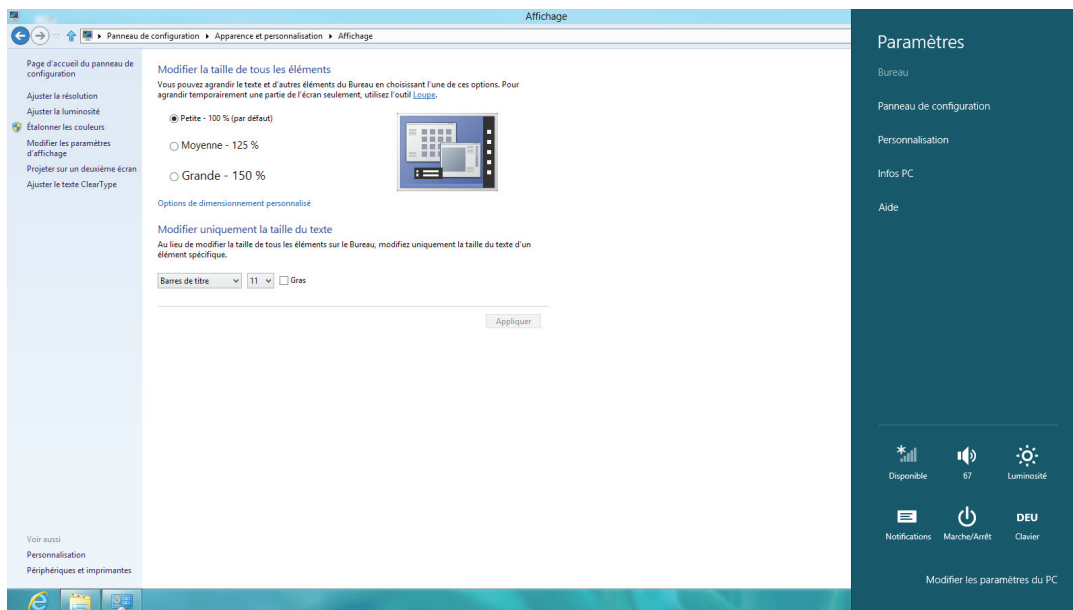 Affichage
Panneau de configuration ▸ Apparence et personnalisation ▸ Affichage
Page d'accueil du panneau de
configuration
Ajuster la résolution
Ajuster la luminosité
Étalonner les couleurs
Modifier les paramètres
d'affichage
Projeter sur un deuxième écran
Ajuster le texte ClearType
Voir aussi
Personnalisation
Périphériques et imprimantes
Modifier la taille de tous les éléments
Vous pouvez agrandir le texte et d'autres éléments du Bureau en choisissant l'une de ces options. Pour
agrandir temporairement une partie de l'écran seulement, utilisez l'outil Loupe.
Petite - 100 % (par défaut)
Moyenne - 125 %
Grande - 150 %
Options de dimensionnement personnalisé
Modifier uniquement la taille du texte
Au lieu de modifier la taille de tous les éléments sur le Bureau, modifiez uniquement la taille du texte d'un
élément spécifique.
Barres de titre 11 Gras
Appliquer
Paramètres
Bureau
Panneau de configuration
Personnalisation
Infos PC
Aide
Disponible 67 Luminosité
DEU
Notifications Marche/Arrêt Clavier
Modifier les paramètres du PC